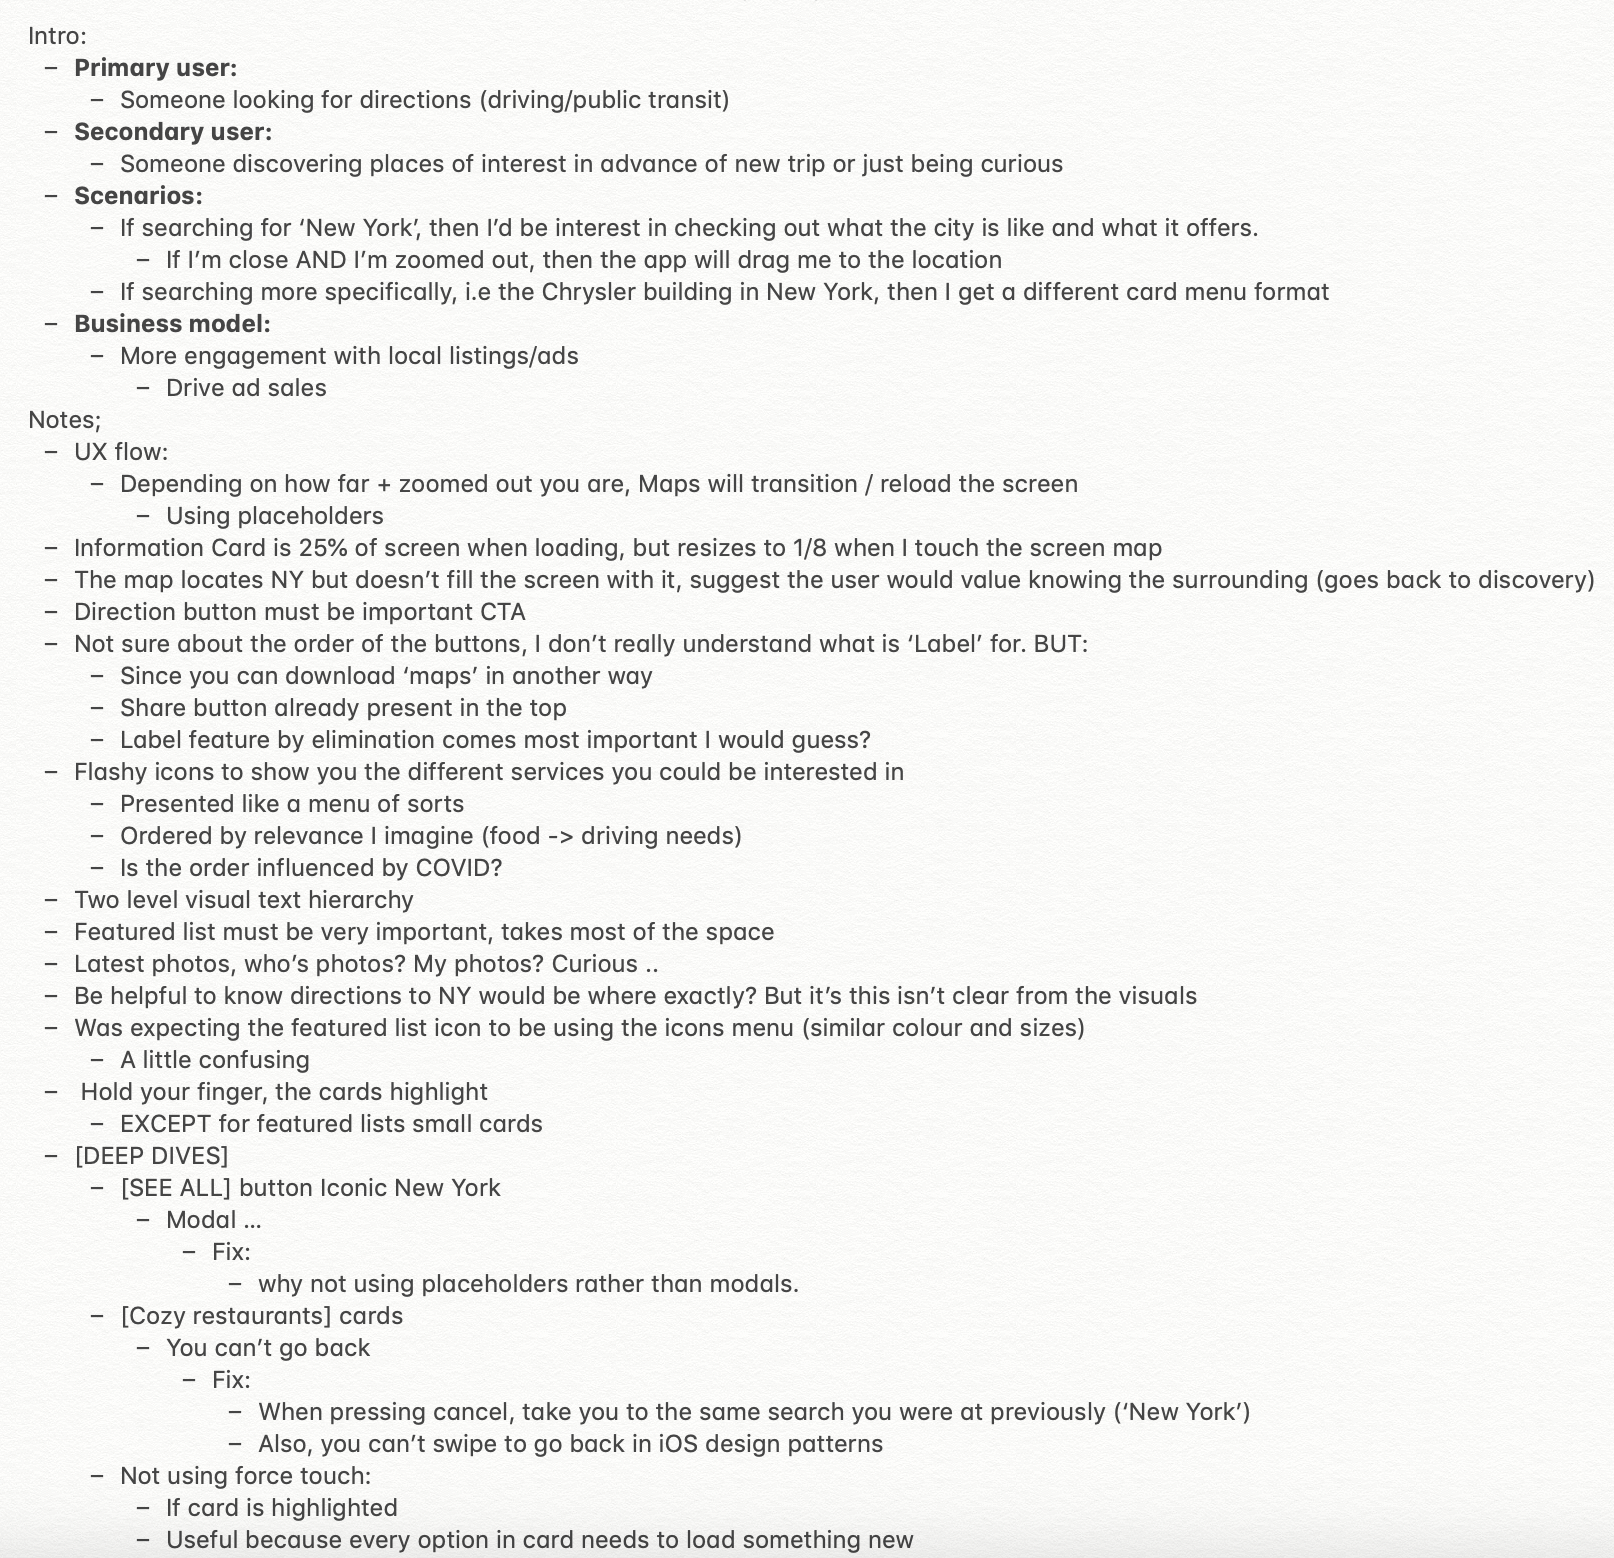 Intro:
– Primary user:
– Someone looking for directions (driving/public transit)
– Secondary user:
– Someone discovering places of interest in advance of new trip or just being curious
– Scenarios:
– If searching for ‘New York’, then I’d be interest in checking out what the city is like and what it offers.
– If I’m close AND I’m zoomed out, then the app will drag me to the location
– If searching more specifically, i.e the Chrysler building in New York, then I get a different card menu format
– Business model:
– More engagement with local listings/ads
– Drive ad sales
Notes;
– UX flow:
– Depending on how far + zoomed out you are, Maps will transition / reload the screen
– Using placeholders
– Information Card is 25% of screen when loading, but resizes to 1/8 when I touch the screen map
– The map locates NY but doesn’t fill the screen with it, suggest the user would value knowing the surrounding (goes back to discovery)
– Direction button must be important CTA
– Not sure about the order of the buttons, I don’t really understand what is ‘Label’ for. BUT:
– Since you can download ‘maps’ in another way
– Share button already present in the top
– Label feature by elimination comes most important I would guess?
– Flashy icons to show you the different services you could be interested in
– Presented like a menu of sorts
– Ordered by relevance I imagine (food -> driving needs)
– Is the order influenced by COVID?
– Two level visual text hierarchy
– Featured list must be very important, takes most of the space
– Latest photos, who’s photos? My photos? Curious ..
– Be helpful to know directions to NY would be where exactly? But it’s this isn’t clear from the visuals
– Was expecting the featured list icon to be using the icons menu (similar colour and sizes)
– A little confusing
– Hold your finger, the cards highlight
– EXCEPT for featured lists small cards
– [DEEP DIVES]
– [SEE ALL] button Iconic New York
– Modal ...
– Fix:
– why not using placeholders rather than modals.
– [Cozy restaurants] cards
– You can’t go back
– Fix:
– When pressing cancel, take you to the same search you were at previously (‘New York’)
– Also, you can’t swipe to go back in iOS design patterns
– Not using force touch:
– If card is highlighted
– Useful because every option in card needs to load something new